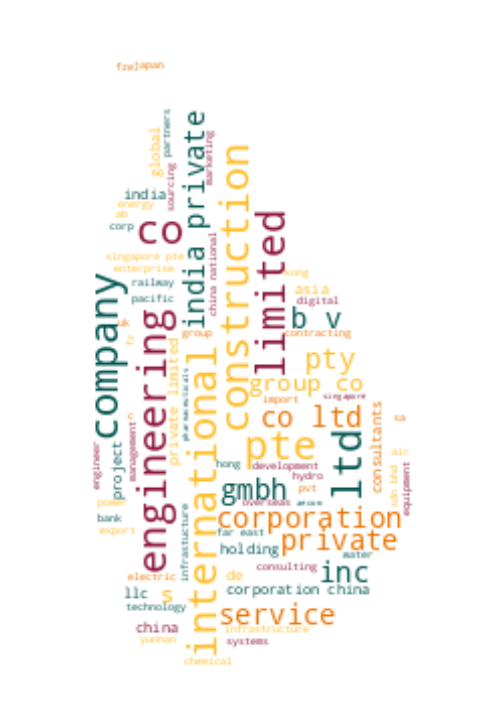 fze japan
partners
global
india private
marketing
sourcing
india
energy
ab
corp
co
construction
limited
china national
singapore pte
enterprise
railway
pacific
company
kong
asia
digital
b v
uk
group
contracting
fz
engineering
international
private limited
pharmaceuticals
pty
group co
import
singapore
co ltd
consultants
sa
pte
ltd
engineer
project
management
hong
development
hydro
air
sdn bhd
equipment
gmbh
pvt
overseas
aecom
power
bank
export
infrastucture
corporation
far east
private
holding
water
consulting
inc
electric
de
llc
s
corporation china
technology
service
china
yunnan
infrastructure
systems
chemical